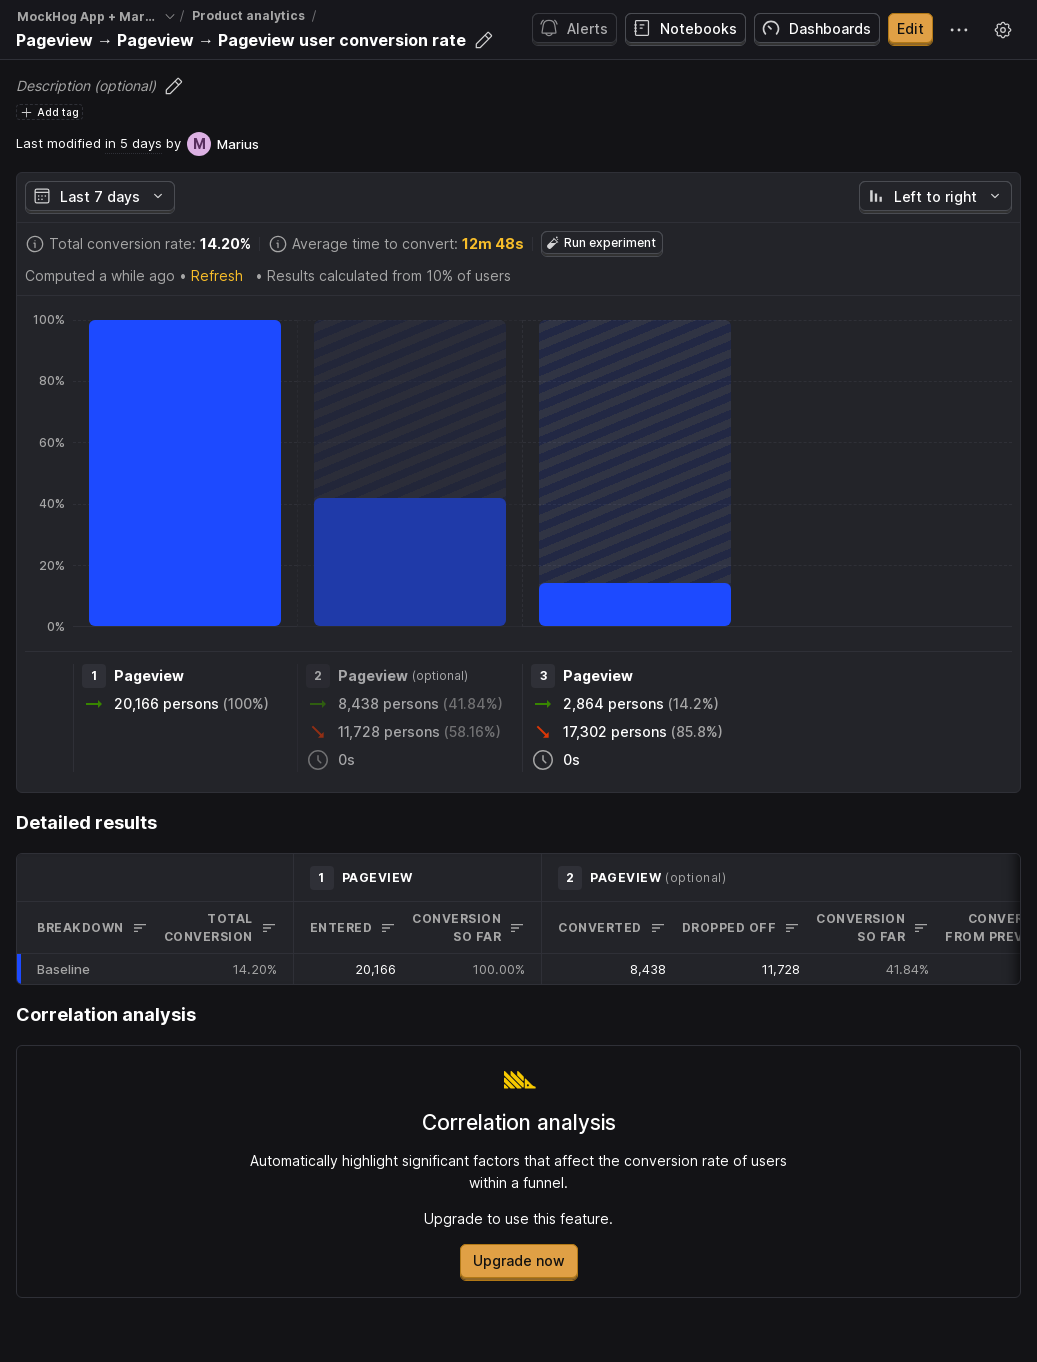 MockHog App + Mar... / Product analytics /
Pageview → Pageview → Pageview user conversion rate
Alerts
Notebooks
Dashboards
Edit
Description (optional)
Add tag
Last modified in 5 days by M Marius
Last 7 days
Left to right
Total conversion rate: 14.20%
Average time to convert: 12m 48s
Run experiment
Computed a while ago • Refresh • Results calculated from 10% of users
100%
80%
60%
40%
20%
0%
1 Pageview
20,166 persons (100%)
2 Pageview (optional)
8,438 persons (41.84%)
11,728 persons (58.16%)
0s
3 Pageview
2,864 persons (14.2%)
17,302 persons (85.8%)
0s
Detailed results
1 PAGEVIEW
2 PAGEVIEW (optional)
BREAKDOWN
TOTAL
CONVERSION
ENTERED
CONVERSION
SO FAR
CONVERTED
DROPPED OFF
CONVERSION
SO FAR
CONVER
FROM PREV
Baseline 14.20% 20,166 100.00% 8,438 11,728 41.84%
Correlation analysis
Correlation analysis
Automatically highlight significant factors that affect the conversion rate of users
within a funnel.
Upgrade to use this feature.
Upgrade now